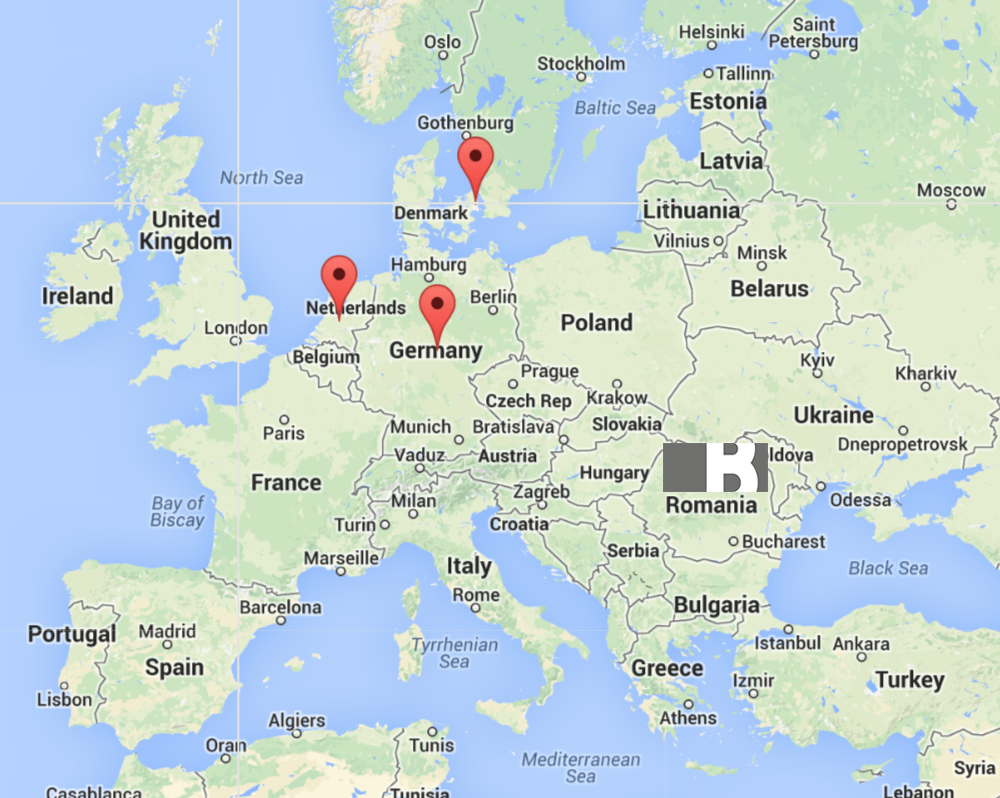 Oslo
Helsinki
Saint
Petersburg
Stockholm
Tallinn
Baltic Sea
Estonia
Gothenburg
Latvia
North Sea
Moscow
Denmark
Lithuania
United
Kingdom
Vilnius
Minsk
Hamburg
Belarus
Ireland
Berlin
Netherlands
London
Poland
Belgium
Germany
Kyiv
Prague
Kharkiv
Czech Rep
Krakow
Ukraine
Paris
Munich
Bratislava
Slovakia
Dnepropetrovsk
Vaduz
Austria
B
ldova
Hungary
France
Zagreb
Milan
Odessa
Romania
Bay of
Biscay
Turin
Croatia
Bucharest
Serbia
Marseille
Italy
Black Sea
Rome
Barcelona
Bulgaria
Portugal
Madrid
Tyrrhenian
Sea
Istanbul
Ankara
Spain
Greece
Izmir
Turkey
Lisbon
Athens
Algiers
Oran
Tunis
Mediterranean
Sea
Syria
Casablanca
Tunisia
Lebanon